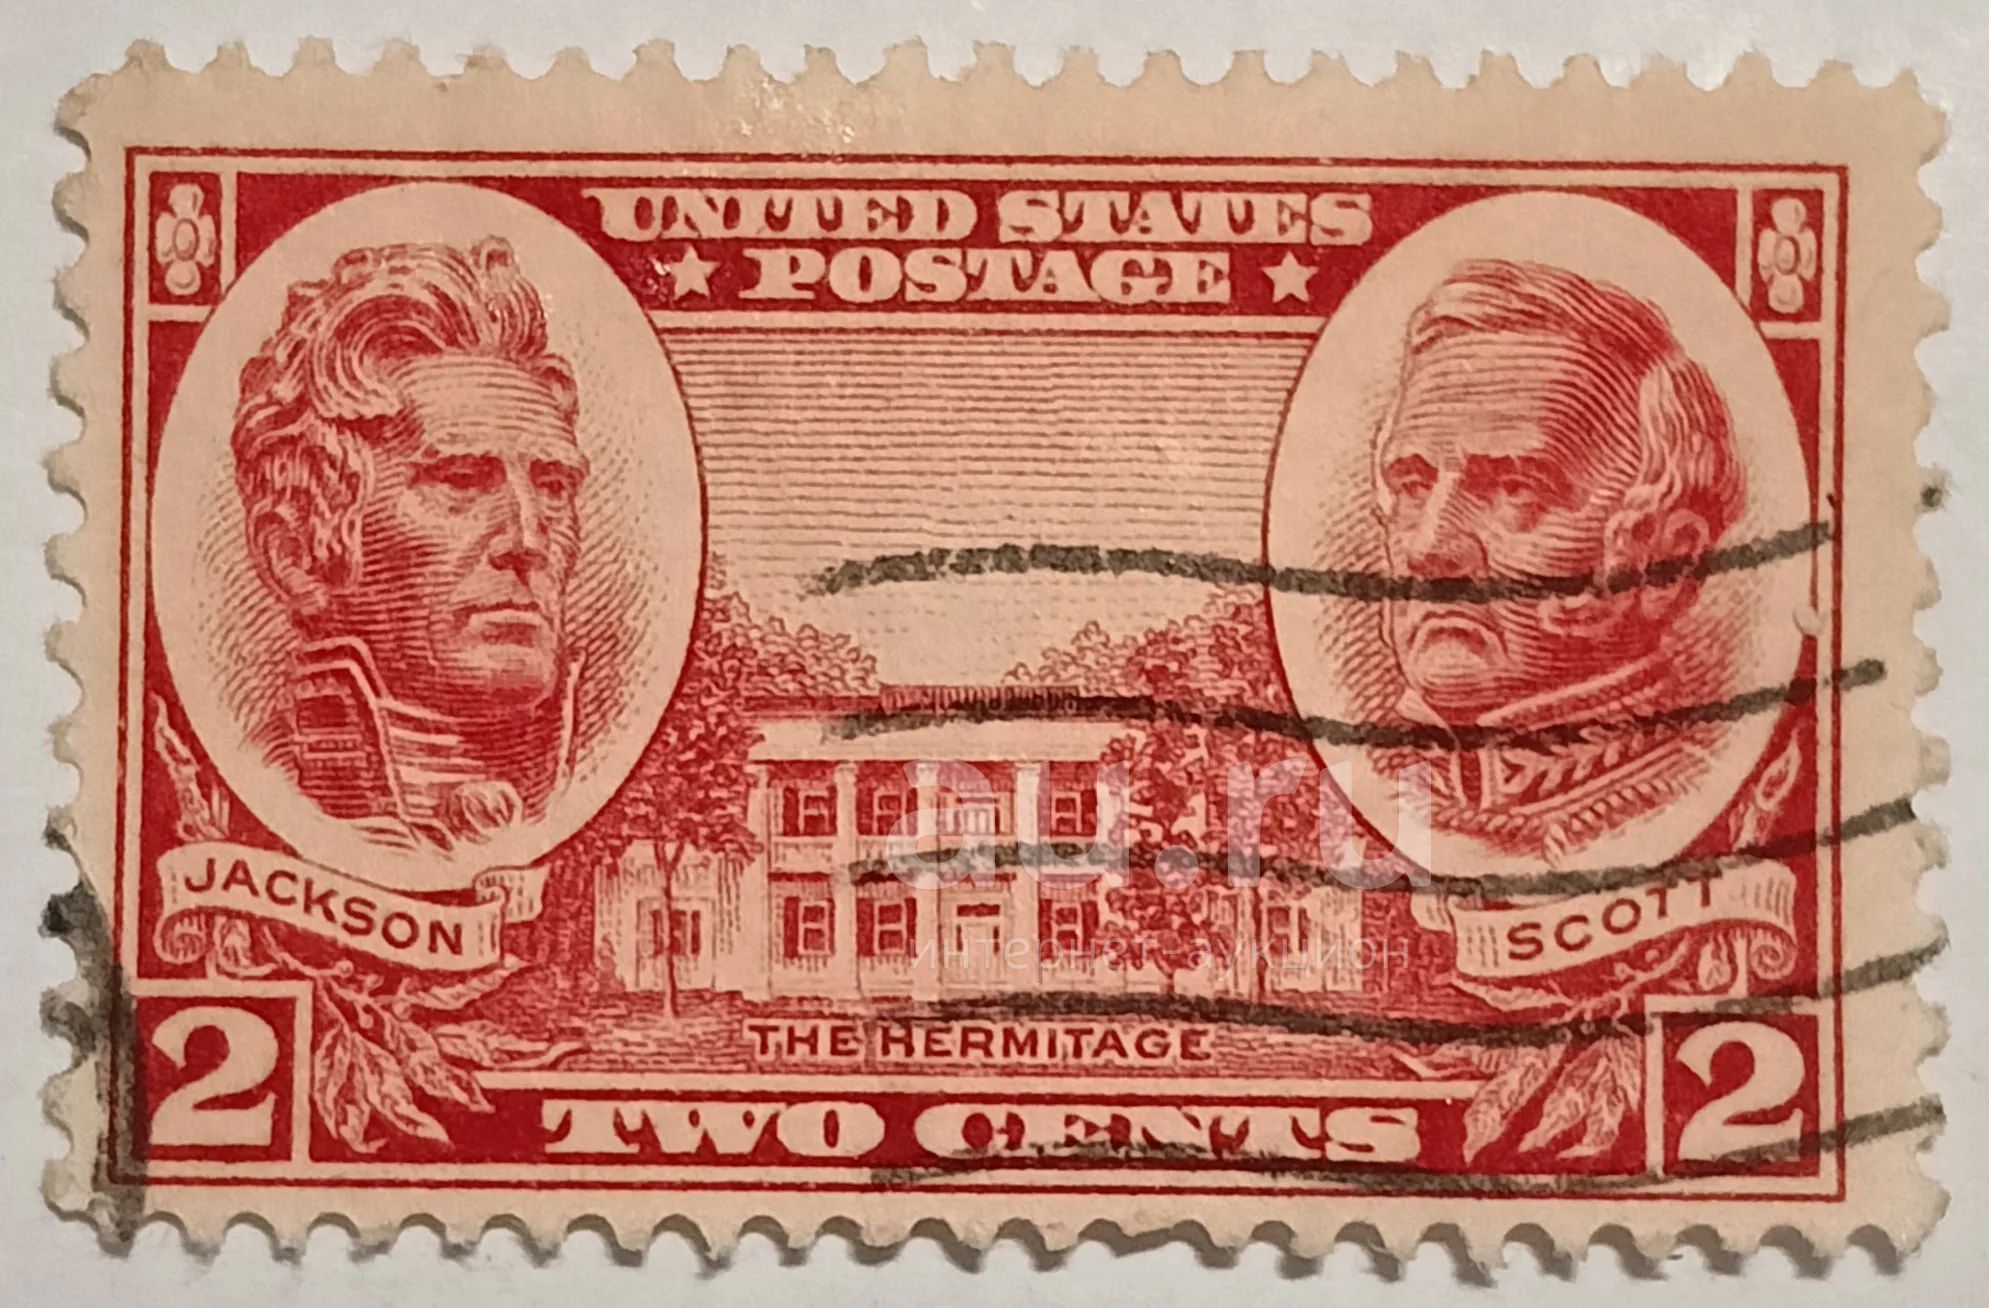 UNITED STATES
★ POSTAGE ★
au.ru
JACKSON
SCOTT
интернет-аукцион
THE HERMITAGE
2
TWO CENTS
2